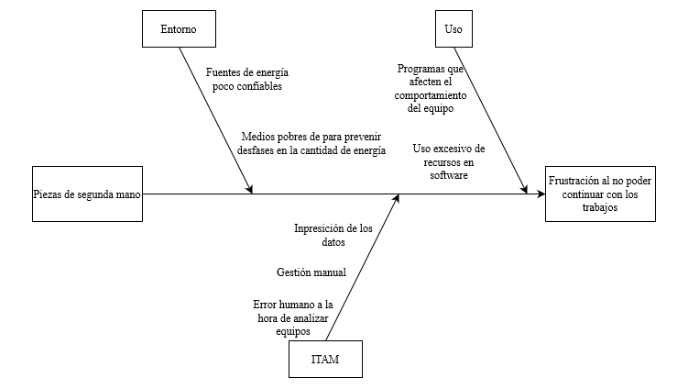 Entorno
Uso
Fuentes de energía
poco confiables
Programas que
afecten el
comportamiento
del equipo
Medios pobres de para prevenir
desfases en la cantidad de energía
Uso excesivo de
recursos en
software
Piezas de segunda mano
Frustración al no poder
continuar con los
trabajos
Inpresición de los
datos
Gestión manual
Error humano a la
hora de analizar
equipos
ITAM